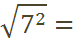 √7² =